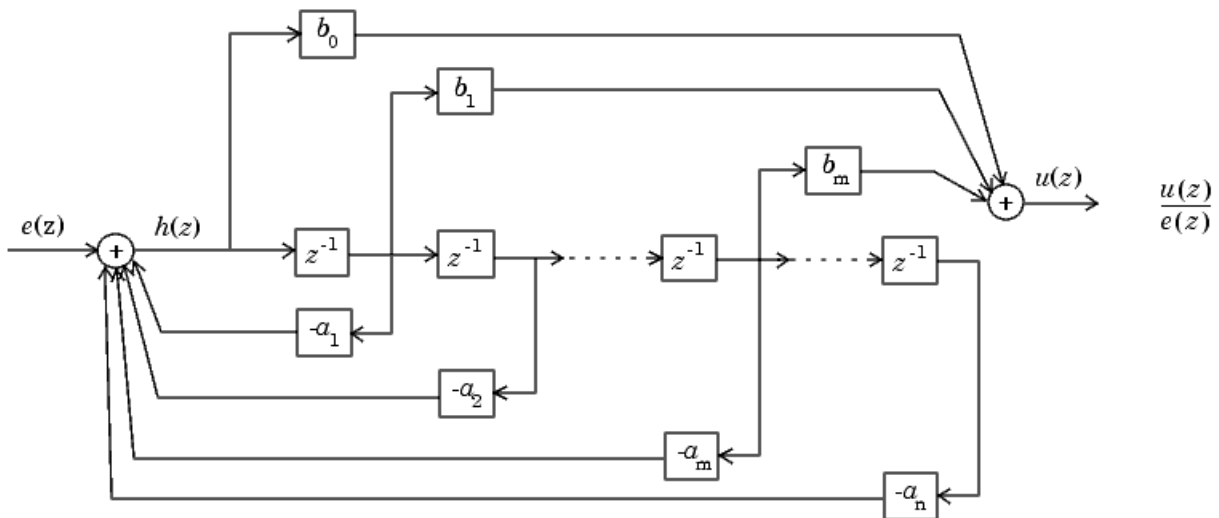 b₀
b₁
bₘ
u(z)
u(z)
e(z)
e(z)
h(z)
+
+
z⁻¹
z⁻¹
z⁻¹
z⁻¹
-a₁
-a₂
-aₘ
-aₙ